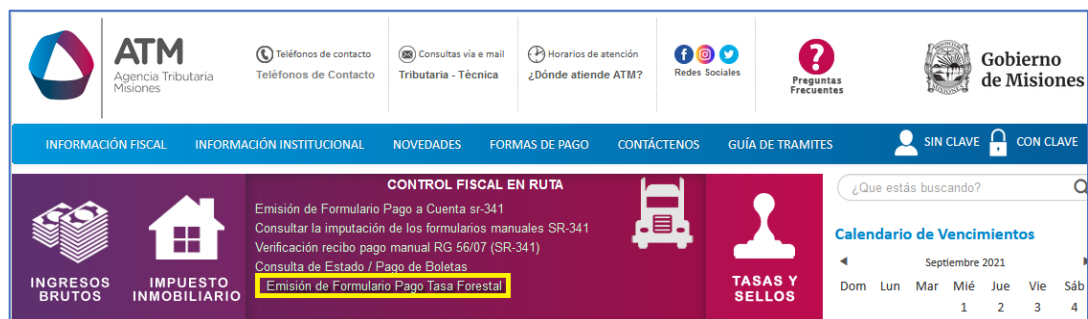 ATM
Agencia Tributaria
Misiones
Teléfonos de contacto
Teléfonos de Contacto
Consultas vía e mail
Tributaria - Técnica
Horarios de atención
¿Dónde atiende ATM?
Redes Sociales
Preguntas
Frecuentes
Gobierno
de Misiones
INFORMACIÓN FISCAL
INFORMACIÓN INSTITUCIONAL
NOVEDADES
FORMAS DE PAGO
CONTÁCTENOS
GUÍA DE TRAMITES
SIN CLAVE
CON CLAVE
INGRESOS
BRUTOS
IMPUESTO
INMOBILIARIO
CONTROL FISCAL EN RUTA
Emisión de Formulario Pago a Cuenta sr-341
Consultar la imputación de los formularios manuales SR-341
Verificación recibo pago manual RG 56/07 (SR-341)
Consulta de Estado / Pago de Boletas
Emisión de Formulario Pago Tasa Forestal
TASAS Y
SELLOS
¿Que estás buscando?
Calendario de Vencimientos
Septiembre 2021
Dom Lun Mar Mié Jue Vie Sáb
1 2 3 4